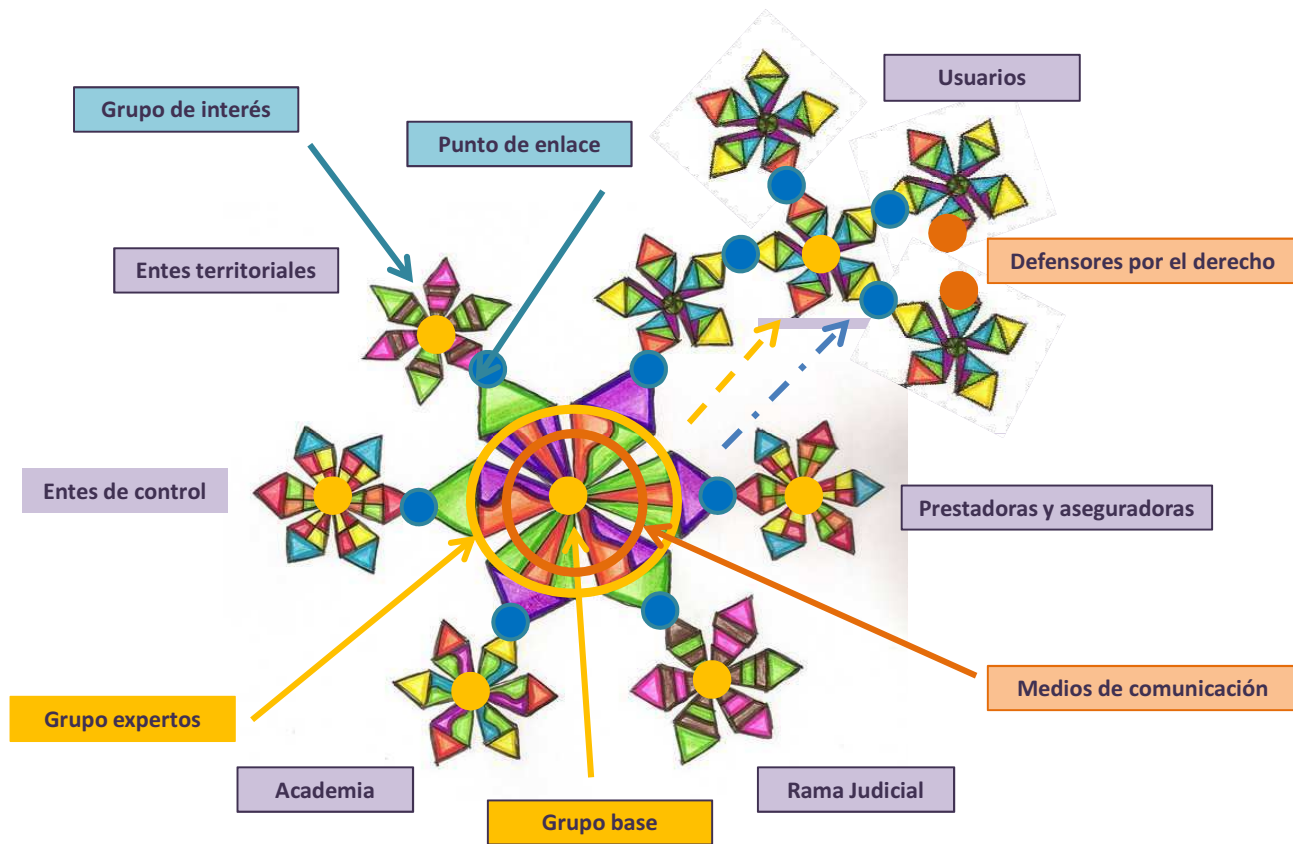 Usuarios
Grupo de interés
Punto de enlace
Entes territoriales
Defensores por el derecho
Entes de control
Prestadoras y aseguradoras
Grupo expertos
Medios de comunicación
Academia
Rama Judicial
Grupo base